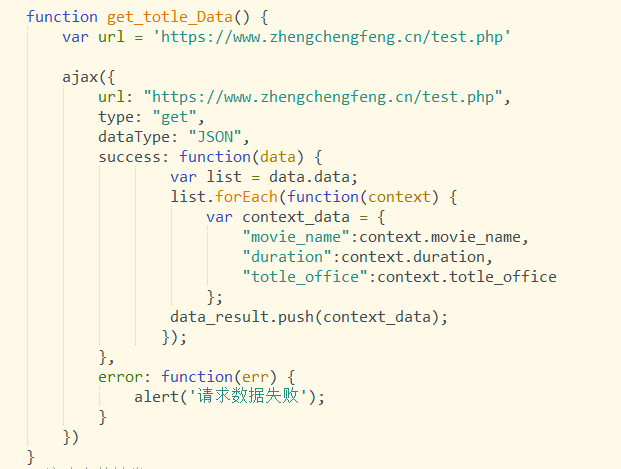 function get_totle_Data() {
    var url = 'https://www.zhengchengfeng.cn/test.php'

    ajax({
        url: "https://www.zhengchengfeng.cn/test.php",
        type: "get",
        dataType: "JSON",
        success: function(data) {
                var list = data.data;
                list.forEach(function(context) {
                    var context_data = {
                        "movie_name":context.movie_name,
                        "duration":context.duration,
                        "totle_office":context.totle_office
                    };
                data_result.push(context_data);
               });
        },
        error: function(err) {
            alert('请求数据失败');
        }
    })
}